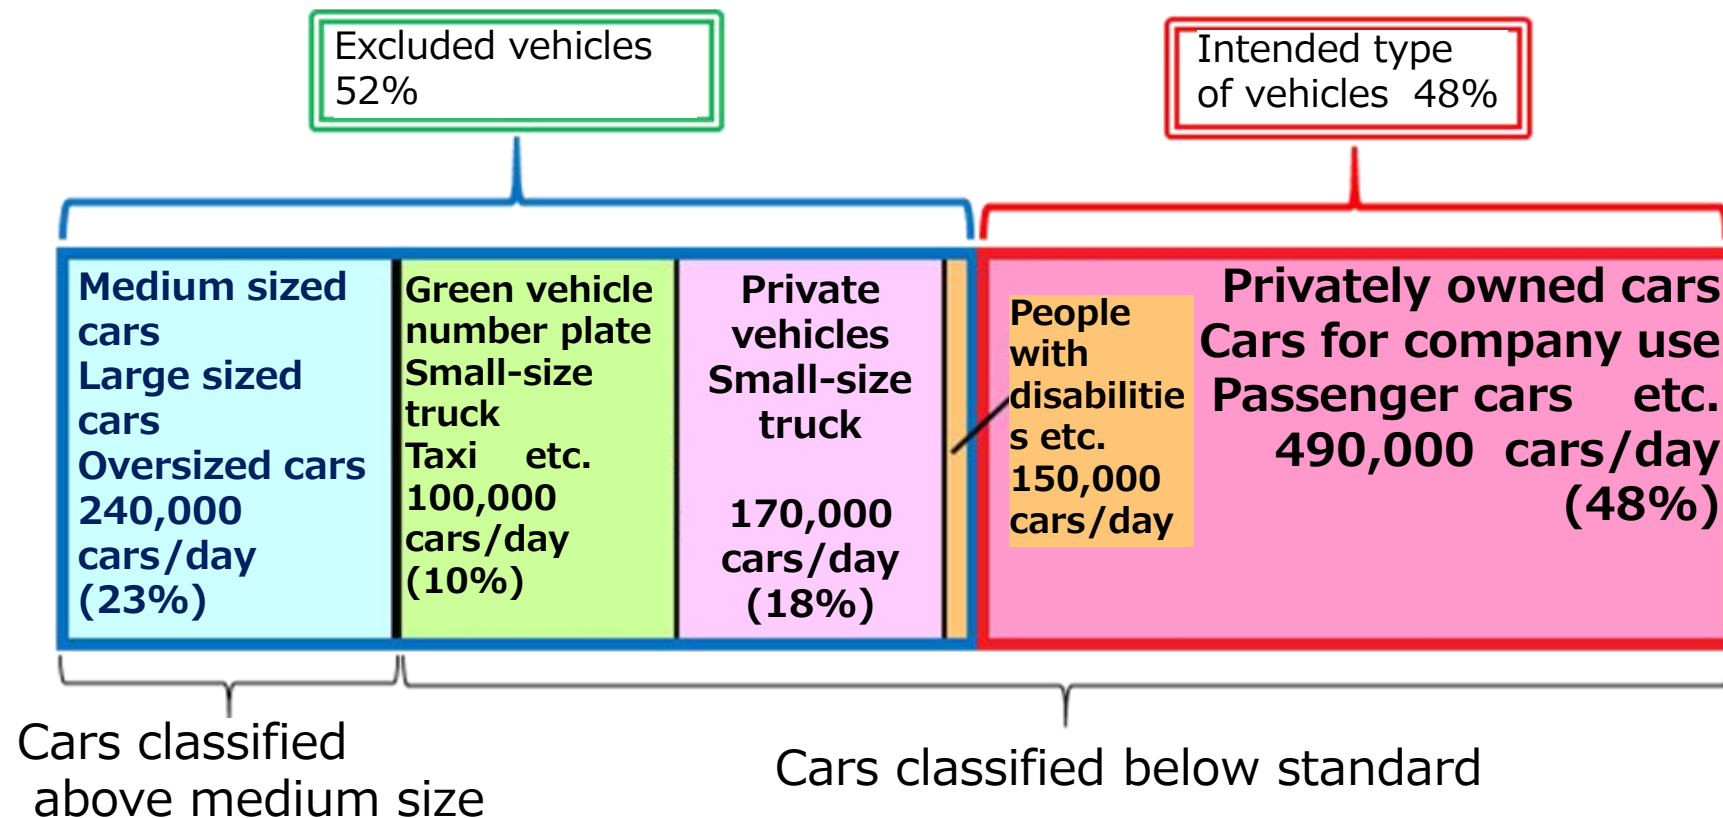 Excluded vehicles
52%
Intended type
of vehicles 48%
Medium sized
cars
Large sized
cars
Oversized cars
240,000
cars/day
(23%)
Green vehicle
number plate
Small-size
truck
Taxi etc.
100,000
cars/day
(10%)
Private
vehicles
Small-size
truck
170,000
cars/day
(18%)
People
with
disabilitie
s etc.
150,000
cars/day
Privately owned cars
Cars for company use
Passenger cars etc.
490,000 cars/day
(48%)
Cars classified
above medium size
Cars classified below standard